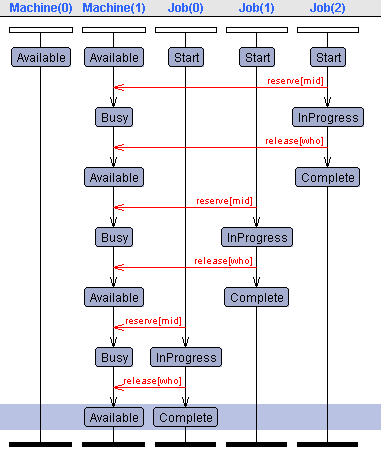 Machine(0) Machine(1) Job(0) Job(1) Job(2)
Available Available Start Start Start
reserve[mid]
Busy InProgress
release[who]
Available Complete
reserve[mid]
Busy InProgress
release[who]
Available Complete
reserve[mid]
Busy InProgress
release[who]
Available Complete